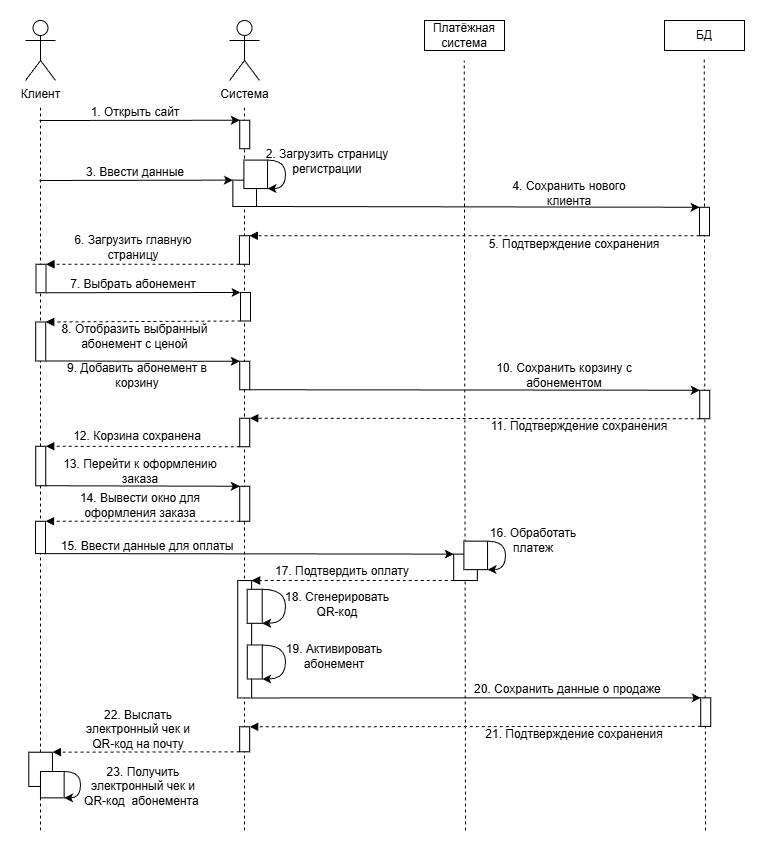 Платёжная
система
БД
Клиент
Система
1. Открыть сайт
2. Загрузить страницу
регистрации
3. Ввести данные
4. Сохранить нового
клиента
5. Подтверждение сохранения
6. Загрузить главную
страницу
7. Выбрать абонемент
8. Отобразить выбранный
абонемент с ценой
9. Добавить абонемент в
корзину
10. Сохранить корзину с
абонементом
11. Подтверждение сохранения
12. Корзина сохранена
13. Перейти к оформлению
заказа
14. Вывести окно для
оформления заказа
15. Ввести данные для оплаты
16. Обработать
платеж
17. Подтвердить оплату
18. Сгенерировать
QR-код
19. Активировать
абонемент
20. Сохранить данные о продаже
21. Подтверждение сохранения
22. Выслать
электронный чек и
QR-код на почту
23. Получить
электронный чек и
QR-код абонемента